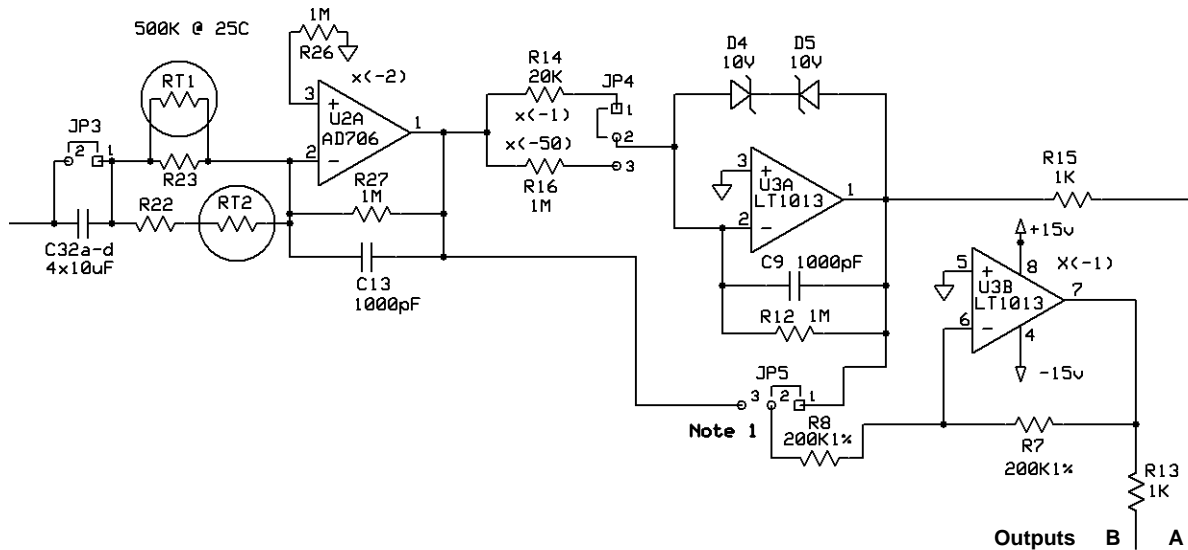 500K @ 25C
1M
R26
RT1
JP3
2 1
R23
R22
RT2
C32a-d
4x10uF
x(-2)
3
+
U2A
AD706
1
2
−
R27
1M
C13
1000pF
R14
20K
x(-1)
x(-50)
R16
1M
JP4
1
2
3
D4
10V
D5
10V
3
+
U3A
LT1013
1
2
−
C9 1000pF
R12 1M
R15
1K
+15v
5
+
8
X(-1)
U3B
LT1013
7
6
−
4
-15v
JP5
3 2 1
Note 1
R8
200K1%
R7
200K1%
R13
1K
Outputs B A